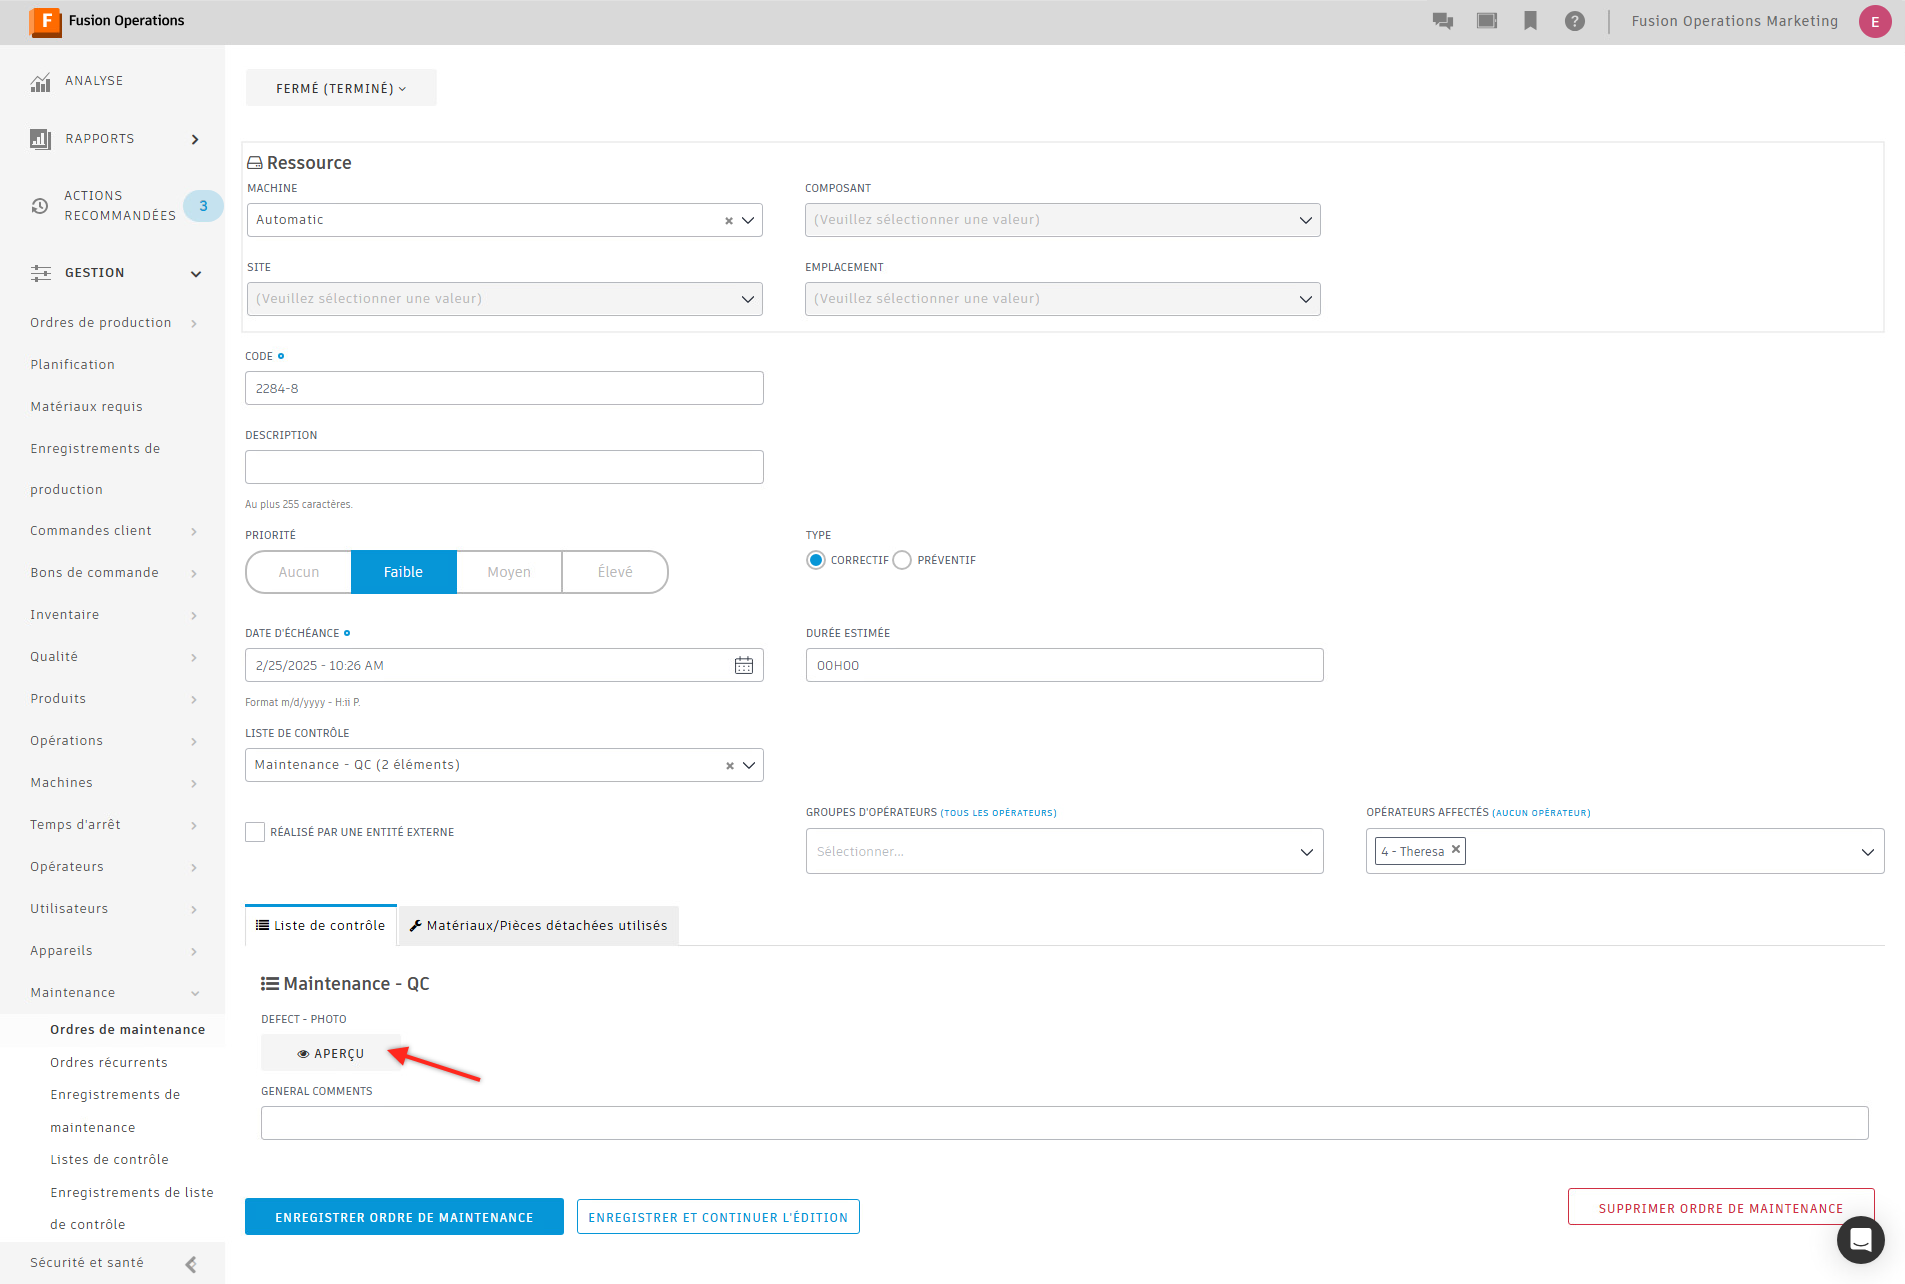 F Fusion Operations
? Fusion Operations Marketing E
ANALYSE
RAPPORTS
ACTIONS
RECOMMANDÉES 3
GESTION
Ordres de production
Planification
Matériaux requis
Enregistrements de
production
Commandes client
Bons de commande
Inventaire
Qualité
Produits
Opérations
Machines
Temps d'arrêt
Opérateurs
Utilisateurs
Appareils
Maintenance
Ordres de maintenance
Ordres récurrents
Enregistrements de
maintenance
Listes de contrôle
Enregistrements de liste
de contrôle
Sécurité et santé
FERMÉ (TERMINÉ)
Ressource
MACHINE COMPOSANT
Automatic (Veuillez sélectionner une valeur)
SITE EMPLACEMENT
(Veuillez sélectionner une valeur) (Veuillez sélectionner une valeur)
CODE
2284-8
DESCRIPTION
Au plus 255 caractères.
PRIORITÉ TYPE
Aucun Faible Moyen Élevé CORRECTIF PRÉVENTIF
DATE D'ÉCHÉANCE DURÉE ESTIMÉE
2/25/2025 - 10:26 AM 00H00
Format m/d/yyyy - H:ii P.
LISTE DE CONTRÔLE
Maintenance - QC (2 éléments)
GROUPES D'OPÉRATEURS (TOUS LES OPÉRATEURS) OPÉRATEURS AFFECTÉS (AUCUN OPÉRATEUR)
RÉALISÉ PAR UNE ENTITÉ EXTERNE
Sélectionner... 4 - Theresa
Liste de contrôle Matériaux/Pièces détachées utilisés
Maintenance - QC
DEFECT - PHOTO
APERÇU
GENERAL COMMENTS
ENREGISTRER ORDRE DE MAINTENANCE ENREGISTRER ET CONTINUER L'ÉDITION SUPPRIMER ORDRE DE MAINTENANCE